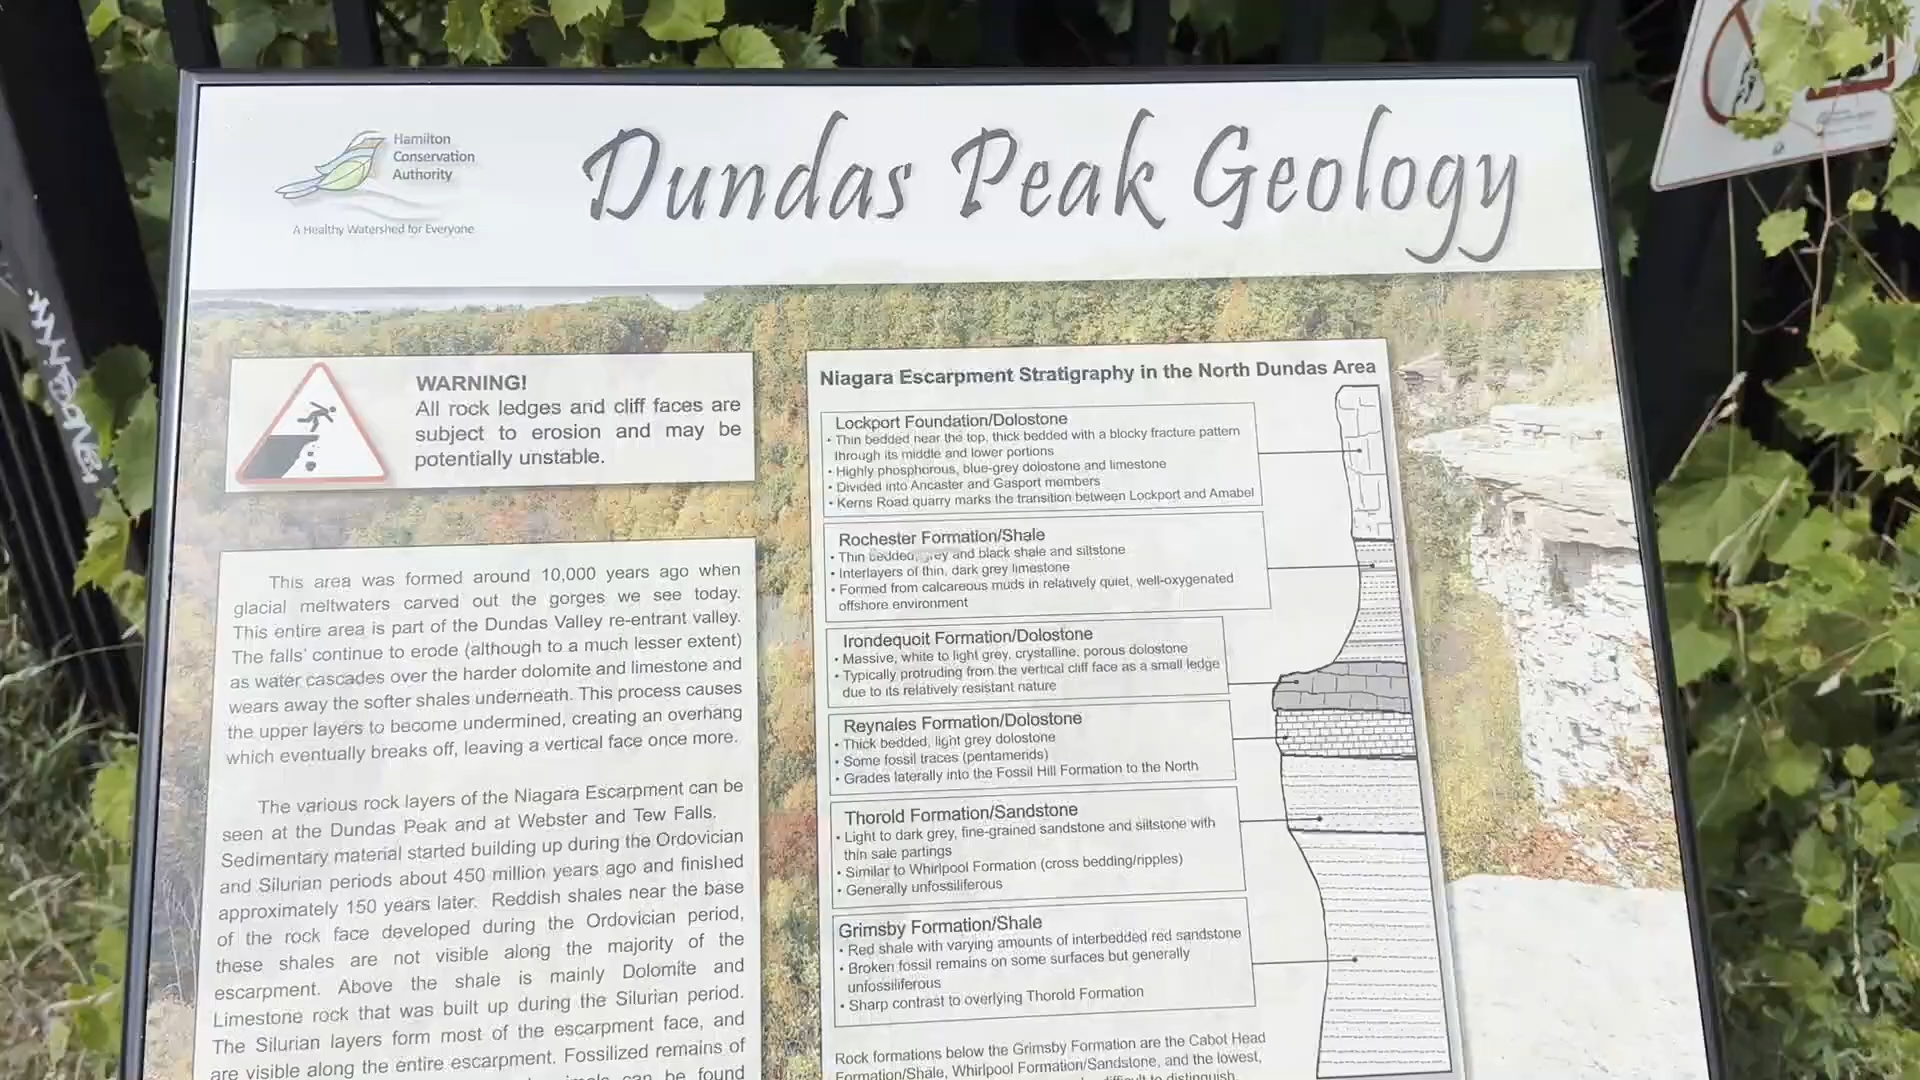 Hamilton
Conservation
Authority
A Healthy Watershed for Everyone
Dundas Peak Geology
WARNING!
All rock ledges and cliff faces are
subject to erosion and may be
potentially unstable.
This area was formed around 10,000 years ago when
glacial meltwaters carved out the gorges we see today.
This entire area is part of the Dundas Valley re-entrant valley.
The falls' continue to erode (although to a much lesser extent)
as water cascades over the harder dolomite and limestone and
wears away the softer shales underneath. This process causes
the upper layers to become undermined, creating an overhang
which eventually breaks off, leaving a vertical face once more.
The various rock layers of the Niagara Escarpment can be
seen at the Dundas Peak and at Webster and Tew Falls.
Sedimentary material started building up during the Ordovician
and Silurian periods about 450 million years ago and finished
approximately 150 years later. Reddish shales near the base
of the rock face developed during the Ordovician period,
these shales are not visible along the majority of the
escarpment. Above the shale is mainly Dolomite and
Limestone rock that was built up during the Silurian period.
The Silurian layers form most of the escarpment face, and
are visible along the entire escarpment. Fossilized remains of
can be found
Niagara Escarpment Stratigraphy in the North Dundas Area
Lockport Foundation/Dolostone
• Thin bedded near the top, thick bedded with a blocky fracture pattern
through its middle and lower portions
• Highly phosphorous, blue-grey dolostone and limestone
• Divided into Ancaster and Gasport members
• Kerns Road quarry marks the transition between Lockport and Amabel
Rochester Formation/Shale
• Thin bedded, grey and black shale and siltstone
• Interlayers of thin, dark grey limestone
• Formed from calcareous muds in relatively quiet, well-oxygenated
offshore environment
Irondequoit Formation/Dolostone
• Massive, white to light grey, crystalline, porous dolostone
• Typically protruding from the vertical cliff face as a small ledge
due to its relatively resistant nature
Reynales Formation/Dolostone
• Thick bedded, light grey dolostone
• Some fossil traces (pentamerids)
• Grades laterally into the Fossil Hill Formation to the North
Thorold Formation/Sandstone
• Light to dark grey, fine-grained sandstone and siltstone with
thin sale partings
• Similar to Whirlpool Formation (cross bedding/ripples)
• Generally unfossiliferous
Grimsby Formation/Shale
• Red shale with varying amounts of interbedded red sandstone
• Broken fossil remains on some surfaces but generally
unfossiliferous
• Sharp contrast to overlying Thorold Formation
Rock formations below the Grimsby Formation are the Cabot Head
Formation/Shale, Whirlpool Formation/Sandstone, and the lowest,
difficult to distinguish.